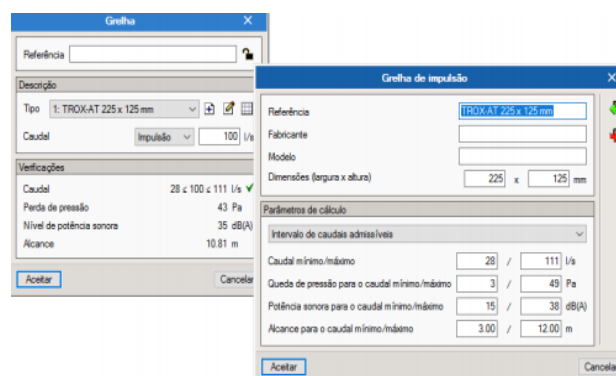 Grelha
Referência
Descrição
Tipo 1: TROX-AT 225 x 125 mm
Caudal Impulsão 100 l/s
Verificações
Caudal 28 ≤ 100 ≤ 111 l/s
Perda de pressão 43 Pa
Nível de potência sonora 35 dB(A)
Alcance 10.81 m
Aceitar Cancelar
Grelha de impulsão
Referência TROX-AT 225 x 125 mm
Fabricante
Modelo
Dimensões (largura x altura) 225 x 125 mm
Parâmetros de cálculo
Intervalo de caudais admissíveis
Caudal mínimo/máximo 28 / 111 l/s
Queda de pressão para o caudal mínimo/máximo 3 / 49 Pa
Potência sonora para o caudal mínimo/máximo 15 / 38 dB(A)
Alcance para o caudal mínimo/máximo 3.00 / 12.00 m
Aceitar Cancela